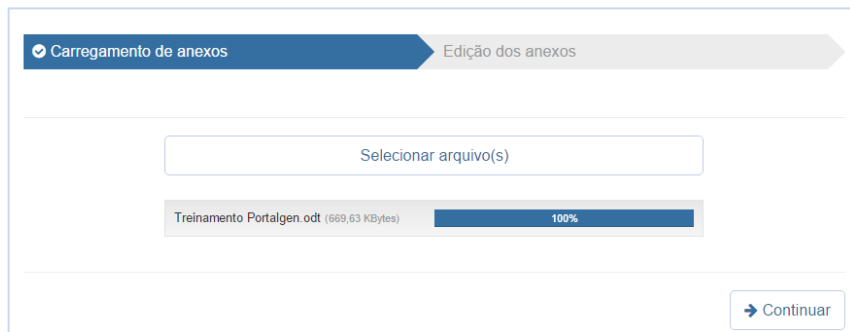 Carregamento de anexos
Edição dos anexos
Selecionar arquivo(s)
Treinamento Portalgen.odt (669,63 KBytes) 100%
Continuar